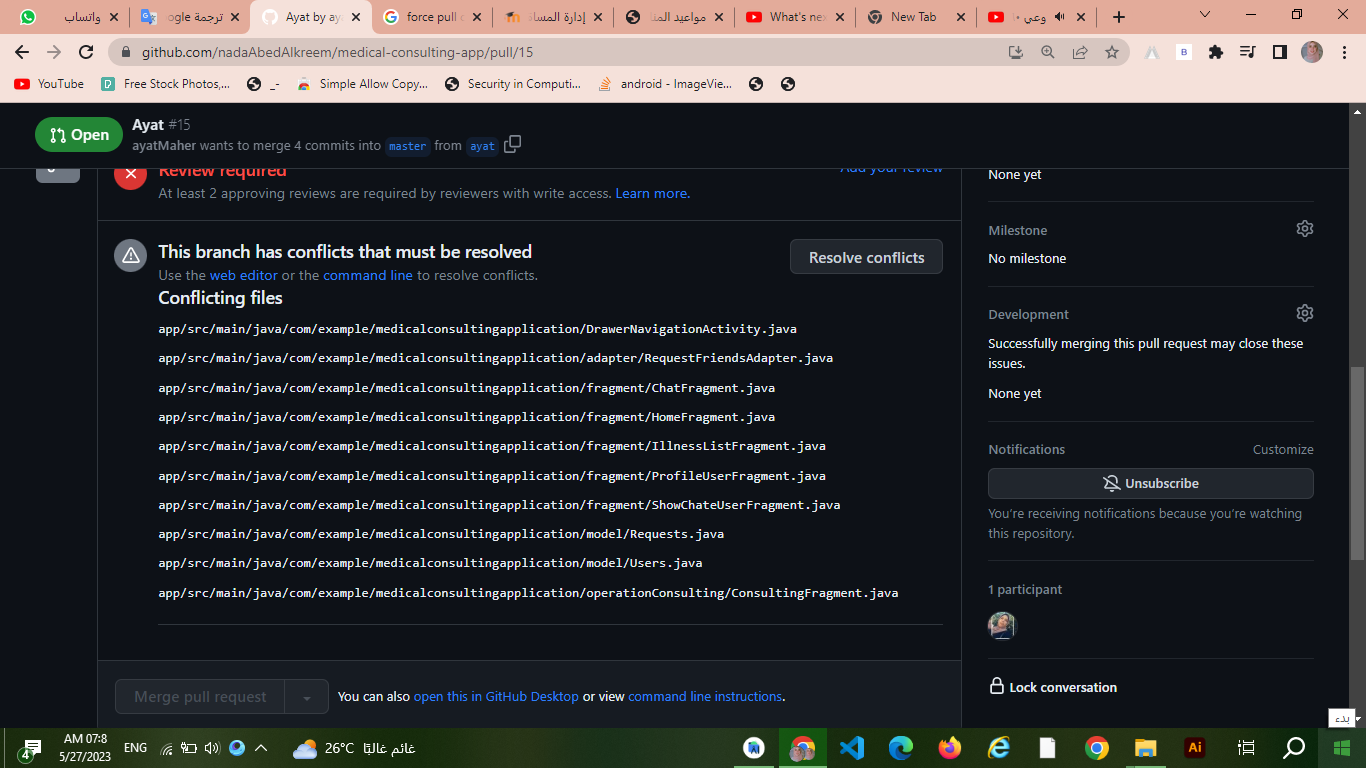 واتساب
ترجمة oogle
Ayat by aya
force pull o
إدارة المسا
مواعيد المنا
What's nex
New Tab
وعي ١٠
github.com/nadaAbedAlkreem/medical-consulting-app/pull/15
YouTube
Free Stock Photos,...
_-
Simple Allow Copy...
Security in Computi...
android - ImageVie...
Open
Ayat #15
ayatMaher wants to merge 4 commits into master from ayat
Review required
Add your review
At least 2 approving reviews are required by reviewers with write access. Learn more.
This branch has conflicts that must be resolved
Resolve conflicts
Use the web editor or the command line to resolve conflicts.
Conflicting files
app/src/main/java/com/example/medicalconsultingapplication/DrawerNavigationActivity.java
app/src/main/java/com/example/medicalconsultingapplication/adapter/RequestFriendsAdapter.java
app/src/main/java/com/example/medicalconsultingapplication/fragment/ChatFragment.java
app/src/main/java/com/example/medicalconsultingapplication/fragment/HomeFragment.java
app/src/main/java/com/example/medicalconsultingapplication/fragment/IllnessListFragment.java
app/src/main/java/com/example/medicalconsultingapplication/fragment/ProfileUserFragment.java
app/src/main/java/com/example/medicalconsultingapplication/fragment/ShowChateUserFragment.java
app/src/main/java/com/example/medicalconsultingapplication/model/Requests.java
app/src/main/java/com/example/medicalconsultingapplication/model/Users.java
app/src/main/java/com/example/medicalconsultingapplication/operationConsulting/ConsultingFragment.java
Merge pull request
You can also open this in GitHub Desktop or view command line instructions.
None yet
Milestone
No milestone
Development
Successfully merging this pull request may close these
issues.
None yet
Notifications
Customize
Unsubscribe
You're receiving notifications because you're watching
this repository.
1 participant
Lock conversation
بدء
4
AM 07:8
5/27/2023
ENG
26°C غائم غالبًا
Ai